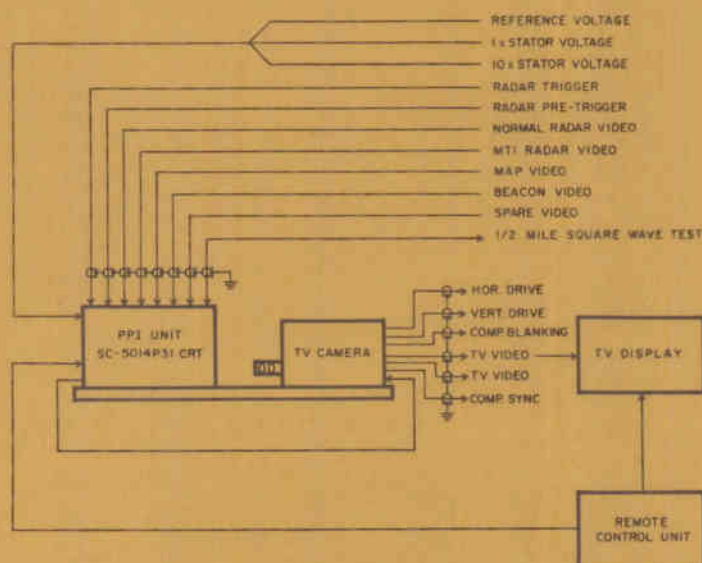 REFERENCE VOLTAGE
1x STATOR VOLTAGE
10x STATOR VOLTAGE
RADAR TRIGGER
RADAR PRE-TRIGGER
NORMAL RADAR VIDEO
MTI RADAR VIDEO
MAP VIDEO
BEACON VIDEO
SPARE VIDEO
1/2 MILE SQUARE WAVE TEST
PPI UNIT
SC-5014P31 CRT
TV CAMERA
HOR. DRIVE
VERT. DRIVE
COMP. BLANKING
TV VIDEO
TV VIDEO
COMP. SYNC
TV DISPLAY
REMOTE
CONTROL UNIT